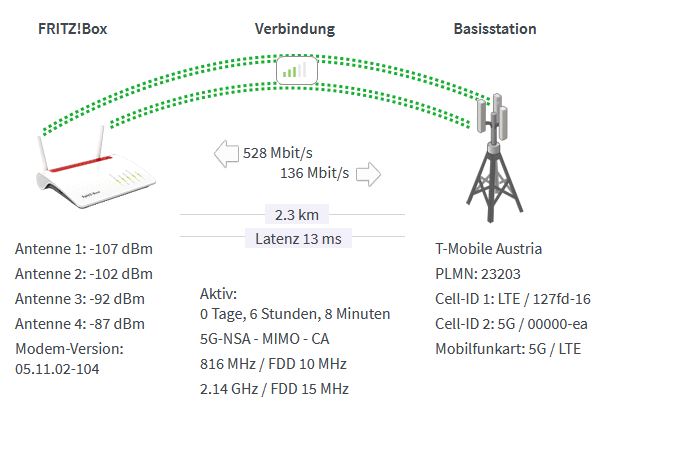 FRITZ!Box
Verbindung
Basisstation
528 Mbit/s
136 Mbit/s
2.3 km
Latenz 13 ms
Antenne 1: -107 dBm
Antenne 2: -102 dBm
Antenne 3: -92 dBm
Antenne 4: -87 dBm
Modem-Version:
05.11.02-104
Aktiv:
0 Tage, 6 Stunden, 8 Minuten
5G-NSA - MIMO - CA
816 MHz / FDD 10 MHz
2.14 GHz / FDD 15 MHz
T-Mobile Austria
PLMN: 23203
Cell-ID 1: LTE / 127fd-16
Cell-ID 2: 5G / 00000-ea
Mobilfunkkart: 5G / LTE